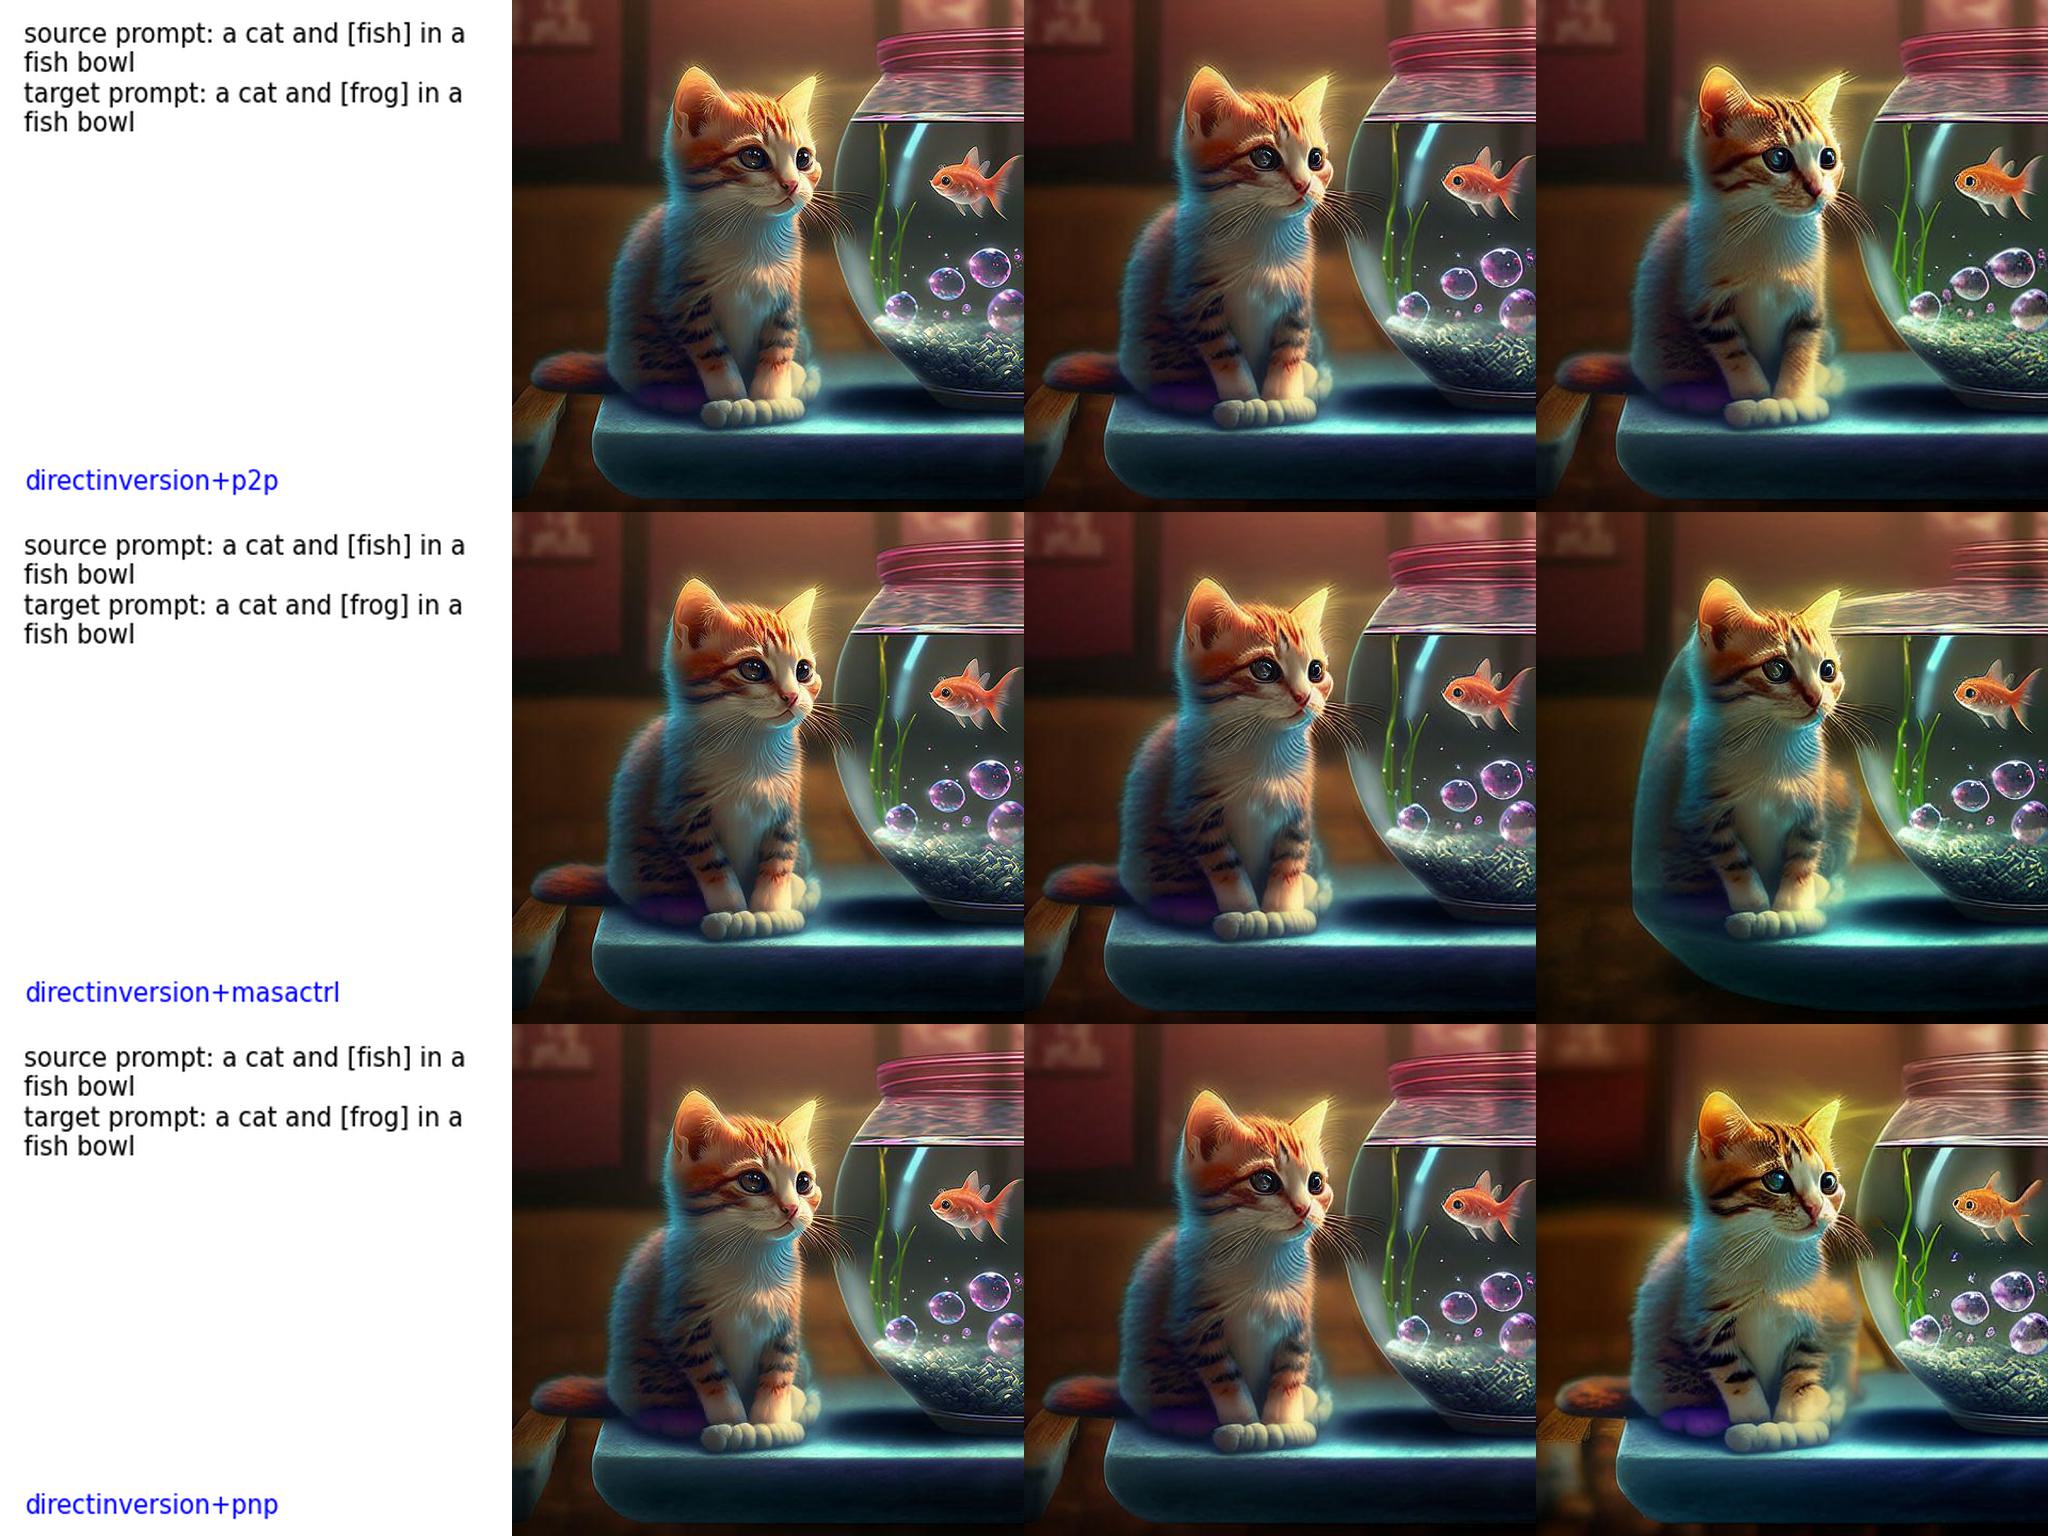 source prompt: a cat and [fish] in a
fish bowl
target prompt: a cat and [frog] in a
fish bowl
directinversion+p2p
source prompt: a cat and [fish] in a
fish bowl
target prompt: a cat and [frog] in a
fish bowl
directinversion+masactrl
source prompt: a cat and [fish] in a
fish bowl
target prompt: a cat and [frog] in a
fish bowl
directinversion+pnp